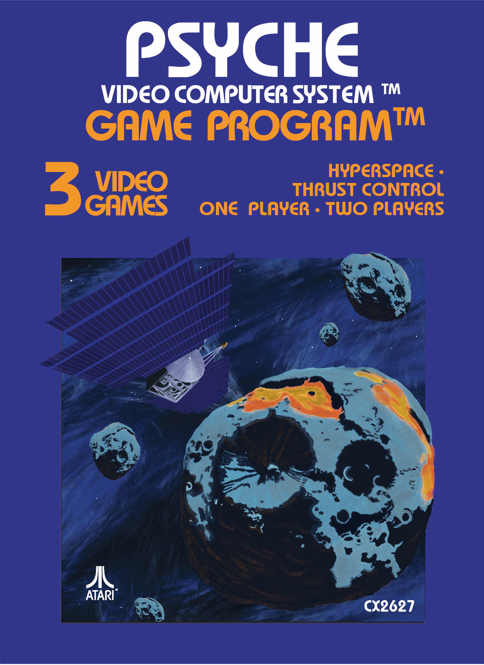 PSYCHE
VIDEO COMPUTER SYSTEM ™
GAME PROGRAM™
3 VIDEO GAMES
HYPERSPACE •
THRUST CONTROL
ONE PLAYER • TWO PLAYERS
ATARI®
CX2627